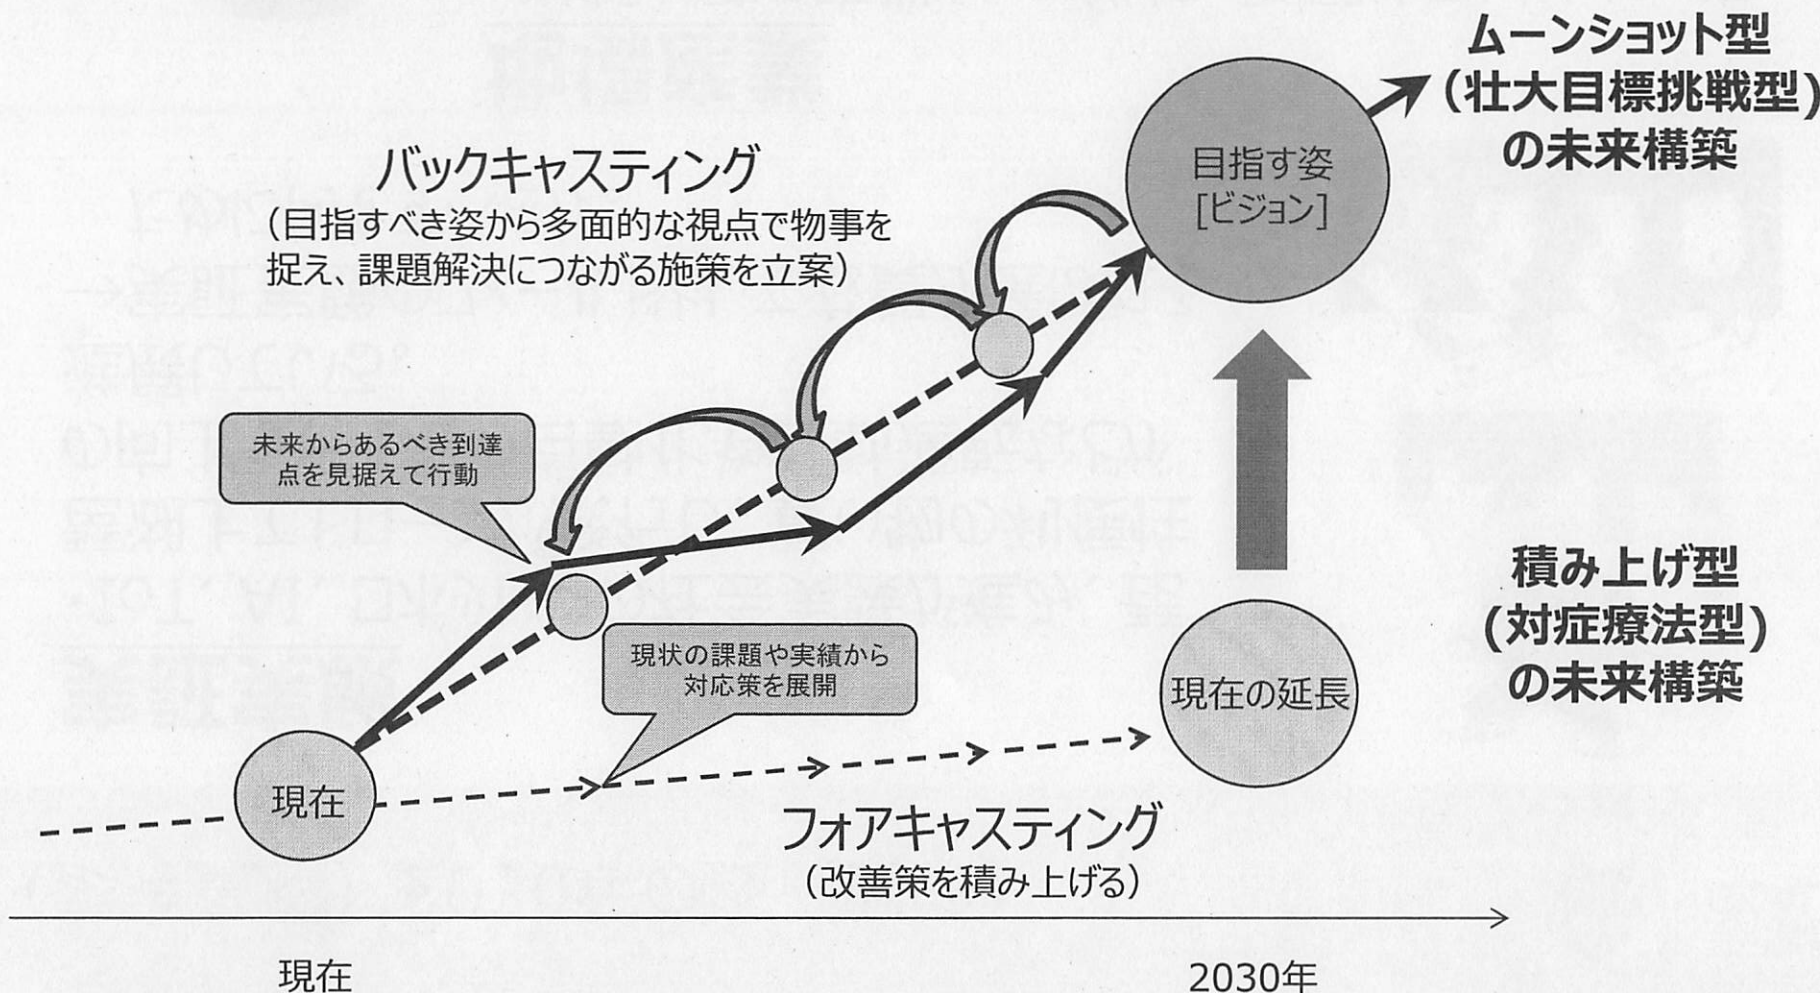 ムーンショット型
（壮大目標挑戦型）
の未来構築
バックキャスティング
（目指すべき姿から多面的な視点で物事を
捉え、課題解決につながる施策を立案）
目指す姿
[ビジョン]
未来からあるべき到達
点を見据えて行動
積み上げ型
（対症療法型）
の未来構築
現状の課題や実績から
対応策を展開
現在の延長
現在
フォアキャスティング
（改善策を積み上げる）
現在
2030年